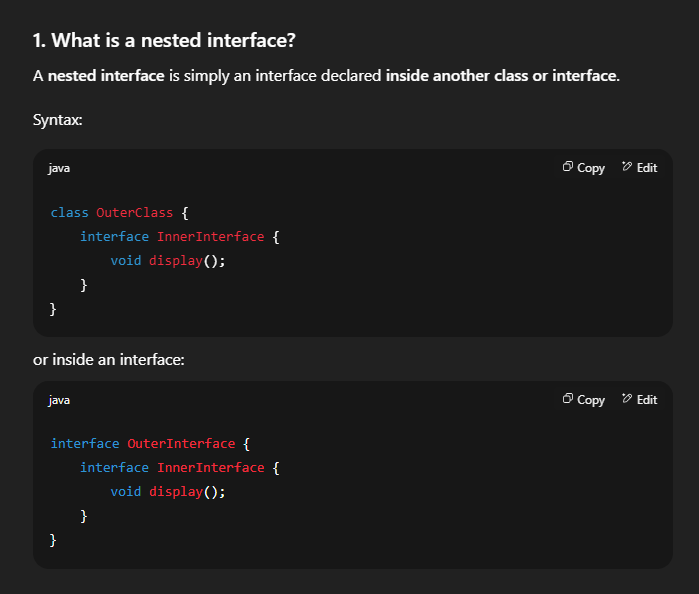 1. What is a nested interface?
A nested interface is simply an interface declared inside another class or interface.
Syntax:
java Copy Edit
class OuterClass {
    interface InnerInterface {
        void display();
    }
}
or inside an interface:
java Copy Edit
interface OuterInterface {
    interface InnerInterface {
        void display();
    }
}